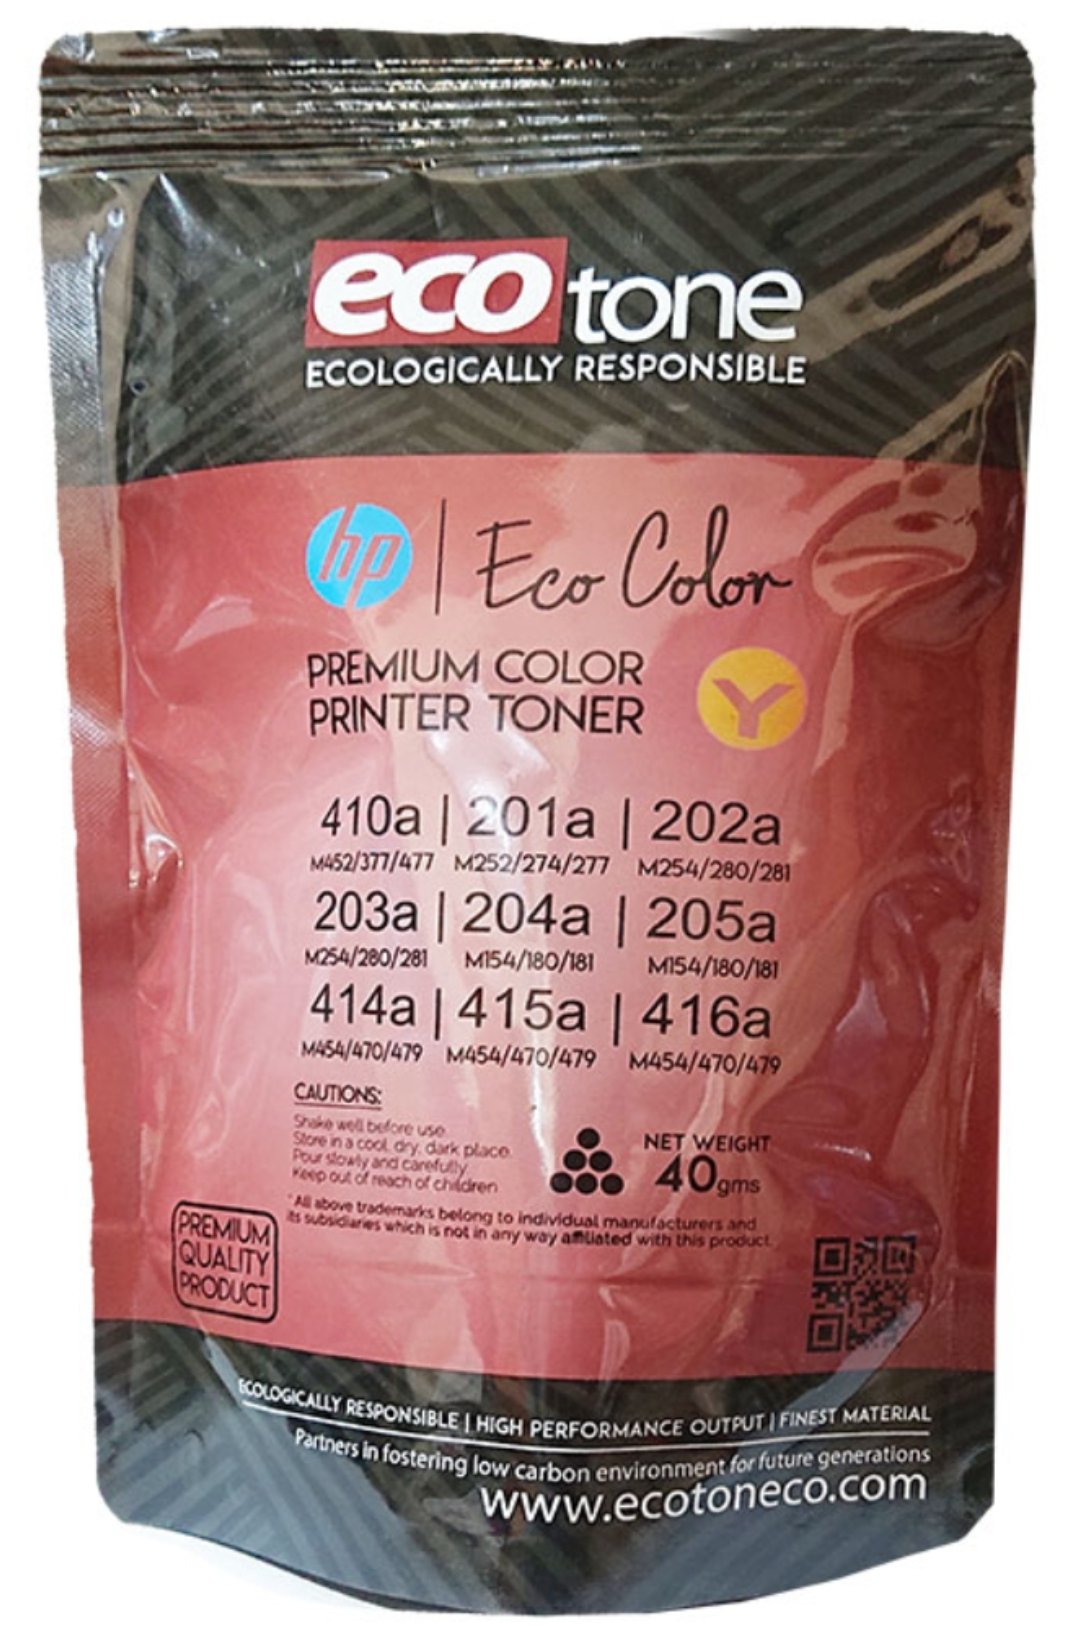 eco tone
ECOLOGICALLY RESPONSIBLE
hp | Eco Color
PREMIUM COLOR
PRINTER TONER
Y
410a | 201a | 202a
M452/377/477 M252/274/277 M254/280/281
203a | 204a | 205a
M254/280/281 M154/180/181 M154/180/181
414a | 415a | 416a
M454/470/479 M454/470/479 M454/470/479
CAUTIONS:
Shake well before use
Store in a cool, dry, dark place.
Pour slowly and carefully
Keep out of reach of children
NET WEIGHT
40gms
*All above trademarks belong to individual manufacturers and
its subsidiaries which is not in any way affiliated with this product.
PREMIUM
QUALITY
PRODUCT
ECOLOGICALLY RESPONSIBLE | HIGH PERFORMANCE OUTPUT | FINEST MATERIAL
Partners in fostering low carbon environment for future generations
www.ecotoneco.com